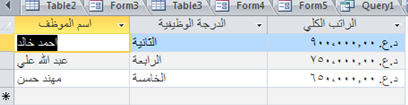 Table2 Form3 Table3 Form4 Form5 Query1
اسم الموظف الدرجة الوظيفية الراتب الكلي
احمد خالد الثانية د.ع. ٩٠٠،٠٠٠،٠٠
عبد الله علي الرابعة د.ع. ٧٥٠،٠٠٠،٠٠
مهند حسن الخامسة د.ع. ٦٥٠،٠٠٠،٠٠